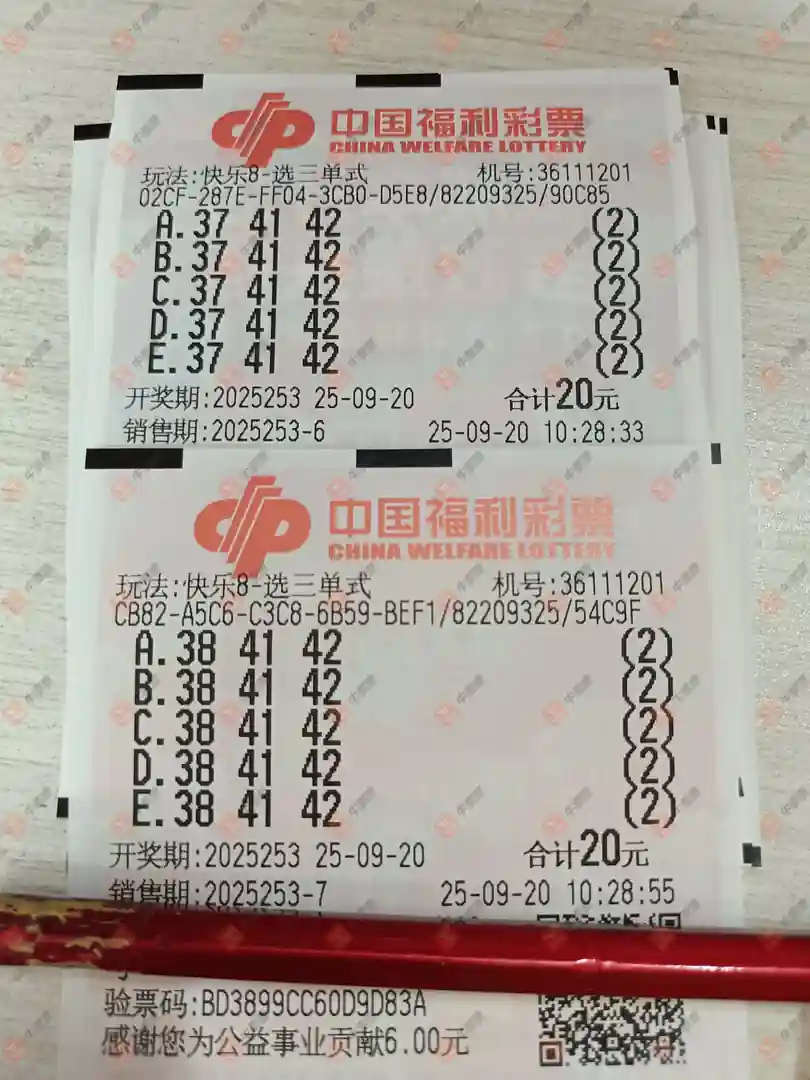 中国福利彩票
CHINA WELFARE LOTTERY
玩法:快乐8-选三单式 机号:36111201
02CF-287E-FF04-3CB0-D5E8/82209325/90C85
A.37 41 42 (2)
B.37 41 42 (2)
C.37 41 42 (2)
D.37 41 42 (2)
E.37 41 42 (2)
开奖期:2025253 25-09-20 合计20元
销售期:2025253-6 25-09-20 10:28:33
中国福利彩票
CHINA WELFARE LOTTERY
玩法:快乐8-选三单式 机号:36111201
CB82-A5C6-C3C8-6B59-BEF1/82209325/54C9F
A.38 41 42 (2)
B.38 41 42 (2)
C.38 41 42 (2)
D.38 41 42 (2)
E.38 41 42 (2)
开奖期:2025253 25-09-20 合计20元
销售期:2025253-7 25-09-20 10:28:55
验票码:BD3899CC60D9D83A
感谢您为公益事业贡献6.00元